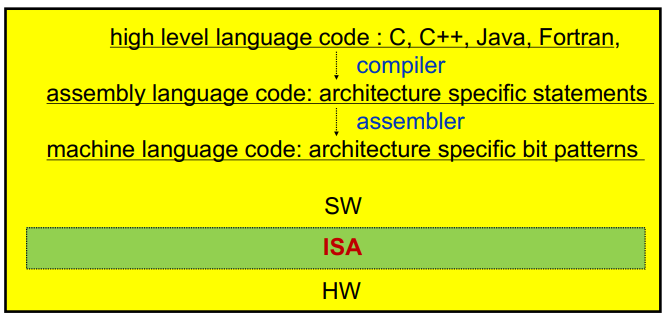 high level language code : C, C++, Java, Fortran,
compiler
assembly language code: architecture specific statements
assembler
machine language code: architecture specific bit patterns
SW
ISA
HW